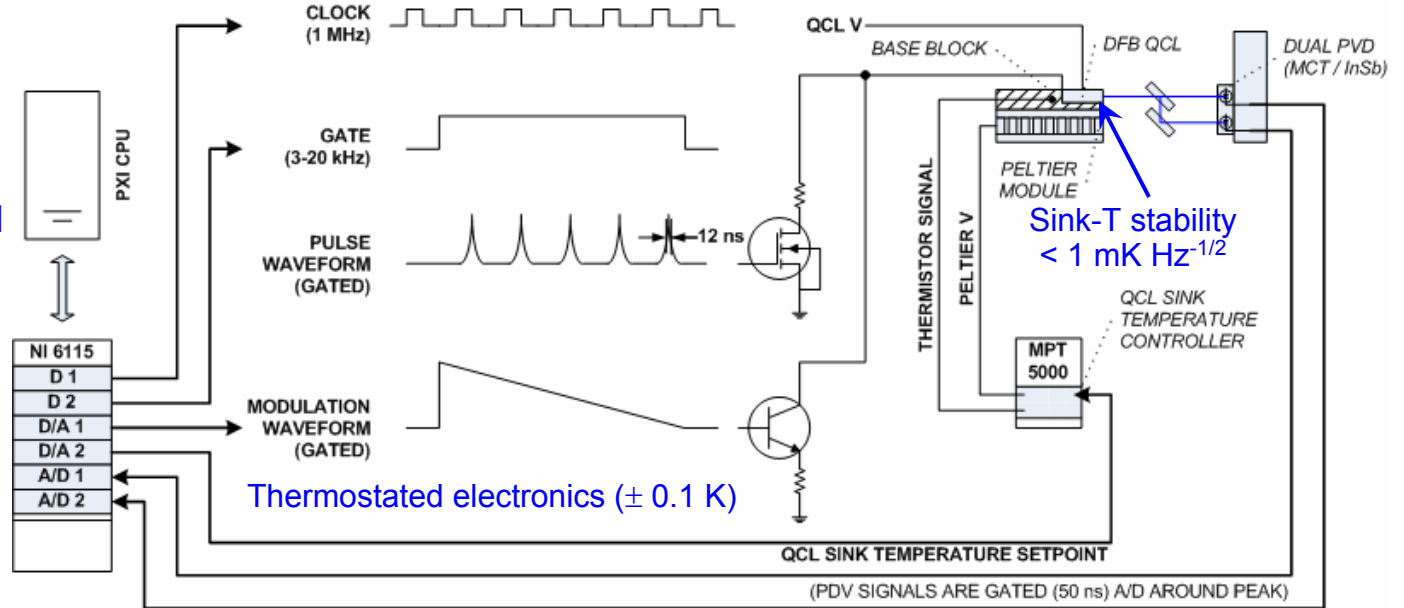 CLOCK
(1 MHz)
QCL V
BASE BLOCK
DFB QCL
DUAL PVD
(MCT / InSb)
PXI CPU
GATE
(3-20 kHz)
PELTIER
MODULE
THERMISTOR SIGNAL
PELTIER V
Sink-T stability
< 1 mK Hz-1/2
PULSE
WAVEFORM
(GATED)
12 ns
QCL SINK
TEMPERATURE
CONTROLLER
MPT
5000
NI 6115
D 1
D 2
D/A 1
D/A 2
A/D 1
A/D 2
MODULATION
WAVEFORM
(GATED)
Thermostated electronics (± 0.1 K)
QCL SINK TEMPERATURE SETPOINT
(PDV SIGNALS ARE GATED (50 ns) A/D AROUND PEAK)